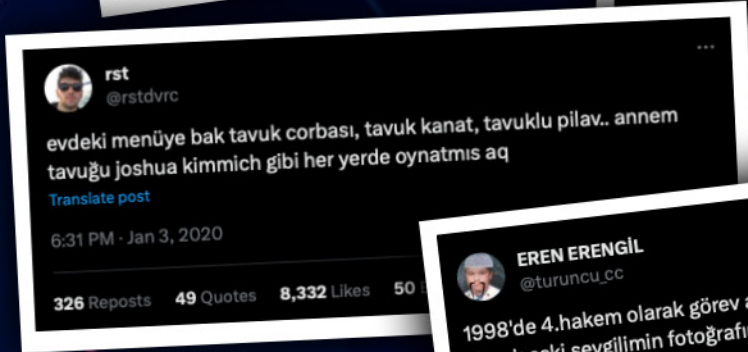 rst
@rstdvrc
evdeki menüye bak tavuk corbası, tavuk kanat, tavuklu pilav.. annem
tavuğu joshua kimmich gibi her yerde oynatmıs aq
Translate post
6:31 PM · Jan 3, 2020
326 Reposts 49 Quotes 8,332 Likes 50
EREN ERENGİL
@turuncu_cc
1998'de 4.hakem olarak görev
sevgilimin